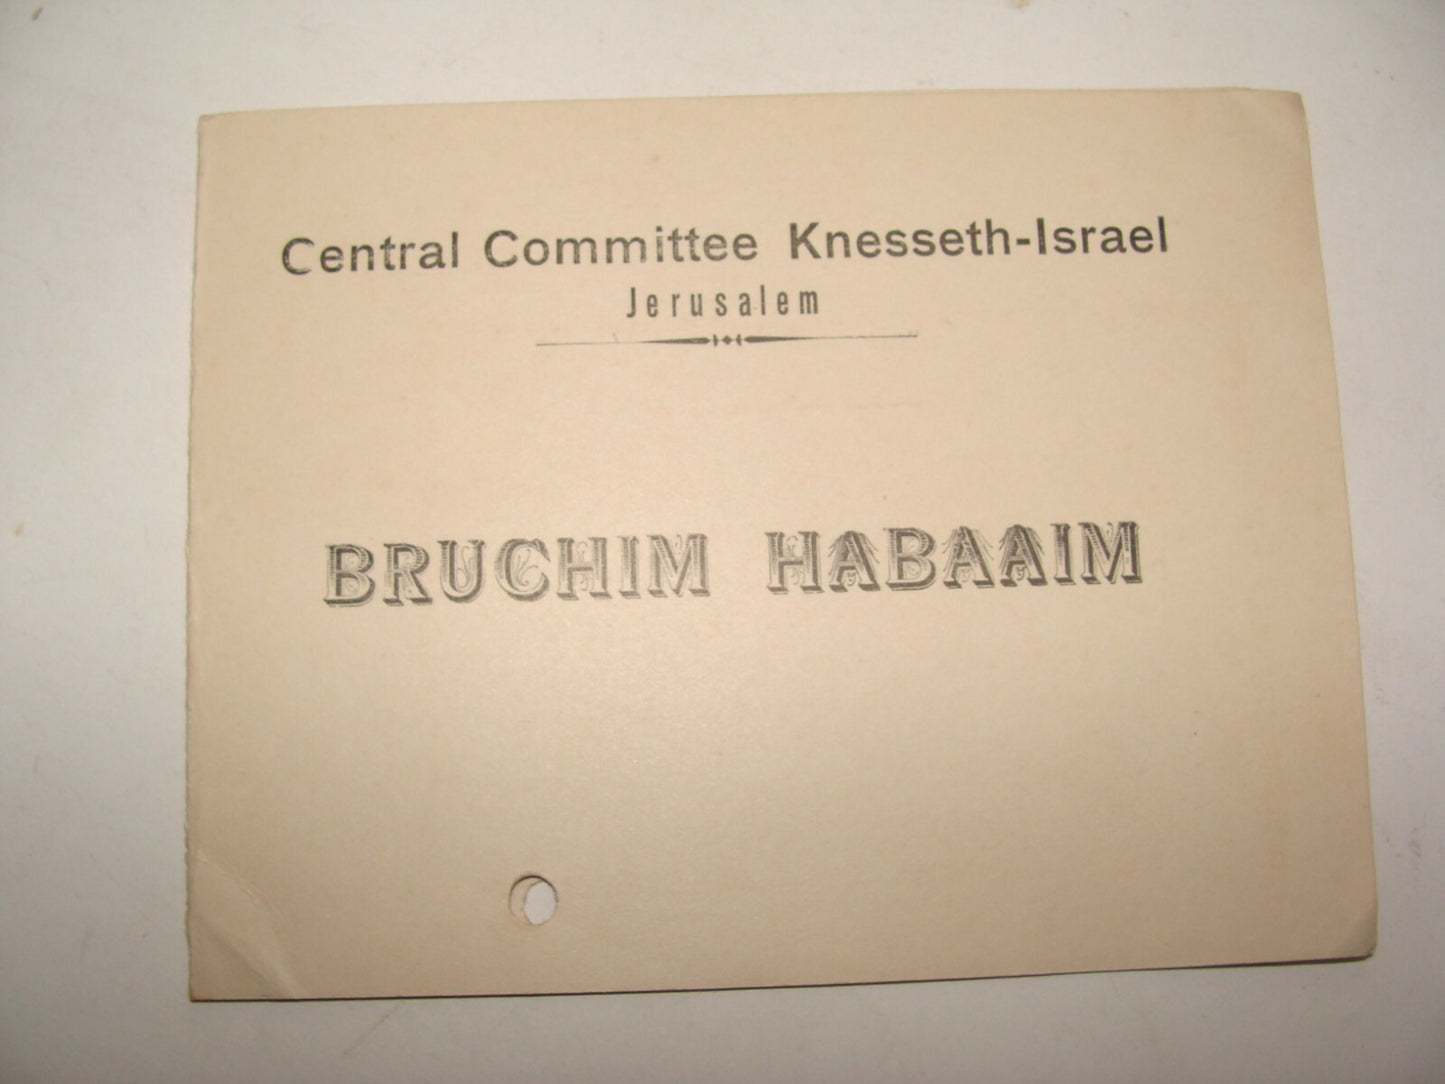 Central Committee Knesseth-Israel
Jerusalem
BRUCHIM HABAAIM